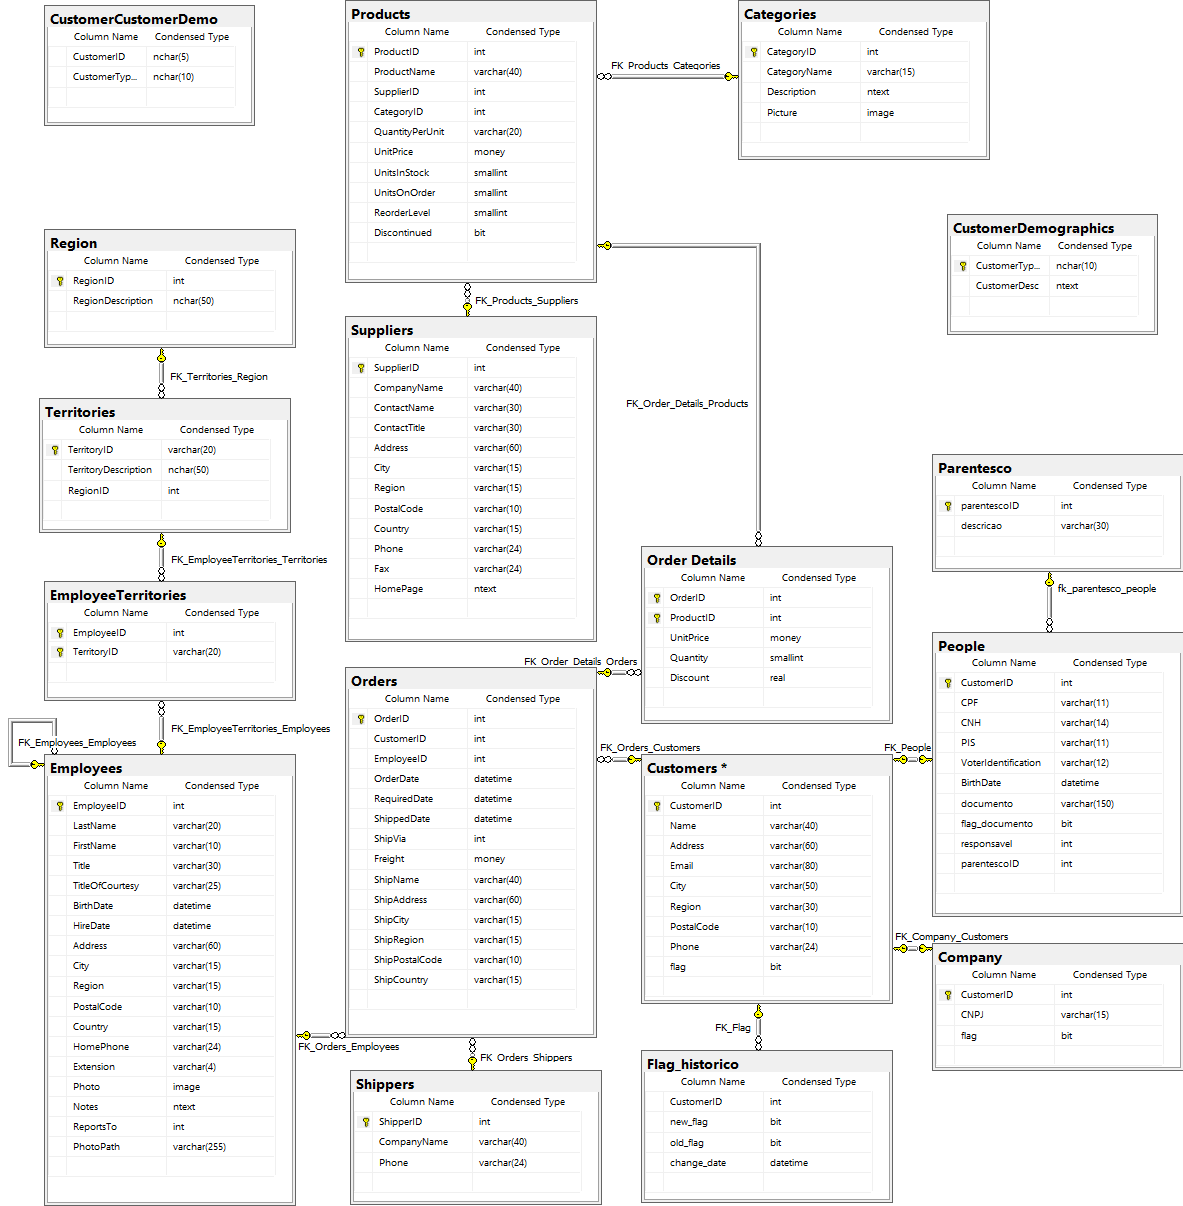 CustomerCustomerDemo
Column Name Condensed Type
CustomerID nchar(5)
CustomerTyp... nchar(10)
Products
Column Name Condensed Type
ProductID int
ProductName varchar(40)
SupplierID int
CategoryID int
QuantityPerUnit varchar(20)
UnitPrice money
UnitsInStock smallint
UnitsOnOrder smallint
ReorderLevel smallint
Discontinued bit
FK_Products_Categories
Categories
Column Name Condensed Type
CategoryID int
CategoryName varchar(15)
Description ntext
Picture image
CustomerDemographics
Column Name Condensed Type
CustomerTyp... nchar(10)
CustomerDesc ntext
Region
Column Name Condensed Type
RegionID int
RegionDescription nchar(50)
FK_Territories_Region
FK_Products_Suppliers
Suppliers
Column Name Condensed Type
SupplierID int
CompanyName varchar(40)
ContactName varchar(30)
ContactTitle varchar(30)
Address varchar(60)
City varchar(15)
Region varchar(15)
PostalCode varchar(10)
Country varchar(15)
Phone varchar(24)
Fax varchar(24)
HomePage ntext
FK_Order_Details_Products
Territories
Column Name Condensed Type
TerritoryID varchar(20)
TerritoryDescription nchar(50)
RegionID int
FK_EmployeeTerritories_Territories
EmployeeTerritories
Column Name Condensed Type
EmployeeID int
TerritoryID varchar(20)
FK_EmployeeTerritories_Employees
FK_Employees_Employees
Order Details
Column Name Condensed Type
OrderID int
ProductID int
UnitPrice money
Quantity smallint
Discount real
FK_Order_Details_Orders
Parentesco
Column Name Condensed Type
parentescoID int
descricao varchar(30)
fk_parentesco_people
People
Column Name Condensed Type
CustomerID int
CPF varchar(11)
CNH varchar(14)
PIS varchar(11)
VoterIdentification varchar(12)
BirthDate datetime
documento varchar(150)
flag_documento bit
responsavel int
parentescoID int
FK_People
Orders
Column Name Condensed Type
OrderID int
CustomerID int
EmployeeID int
OrderDate datetime
RequiredDate datetime
ShippedDate datetime
ShipVia int
Freight money
ShipName varchar(40)
ShipAddress varchar(60)
ShipCity varchar(15)
ShipRegion varchar(15)
ShipPostalCode varchar(10)
ShipCountry varchar(15)
FK_Orders_Customers
Employees
Column Name Condensed Type
EmployeeID int
LastName varchar(20)
FirstName varchar(10)
Title varchar(30)
TitleOfCourtesy varchar(25)
BirthDate datetime
HireDate datetime
Address varchar(60)
City varchar(15)
Region varchar(15)
PostalCode varchar(10)
Country varchar(15)
HomePhone varchar(24)
Extension varchar(4)
Photo image
Notes ntext
ReportsTo int
PhotoPath varchar(255)
FK_Orders_Employees
Customers *
Column Name Condensed Type
CustomerID int
Name varchar(40)
Address varchar(60)
Email varchar(80)
City varchar(50)
Region varchar(30)
PostalCode varchar(10)
Phone varchar(24)
flag bit
FK_Company_Customers
Company
Column Name Condensed Type
CustomerID int
CNPJ varchar(15)
flag bit
FK_Flag
FK_Orders_Shippers
Shippers
Column Name Condensed Type
ShipperID int
CompanyName varchar(40)
Phone varchar(24)
Flag_historico
Column Name Condensed Type
CustomerID int
new_flag bit
old_flag bit
change_date datetime